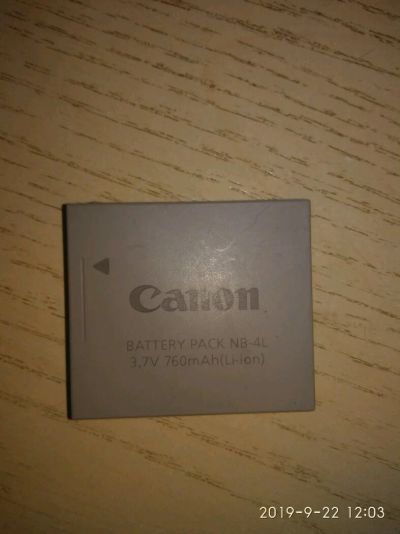 Canon
BATTERY PACK NB-4L
3,7V 760mAh(Li-ion)
2019-9-22 12:03